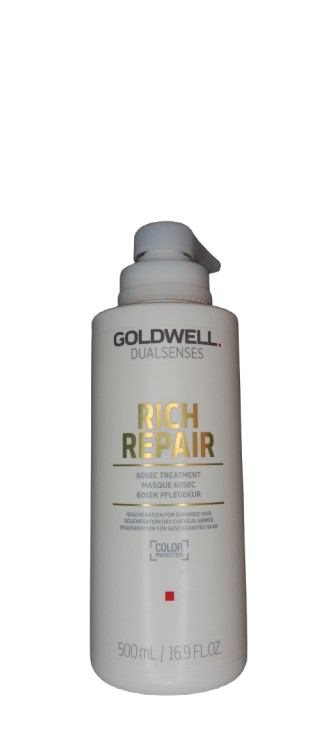 GOLDWELL.
DUALSENSES
RICH
REPAIR
60SEC TREATMENT
MASQUE 60SEC
60SEK PFLEGEKUR
REGENERATION FOR DAMAGED HAIR
RÉGÉNÉRATION DES CHEVEUX ABÎMÉS
REGENERATION FÜR GESCHÄDIGTES HAAR
COLOR
PROTECTION
500 mL / 16.9 FL.OZ.